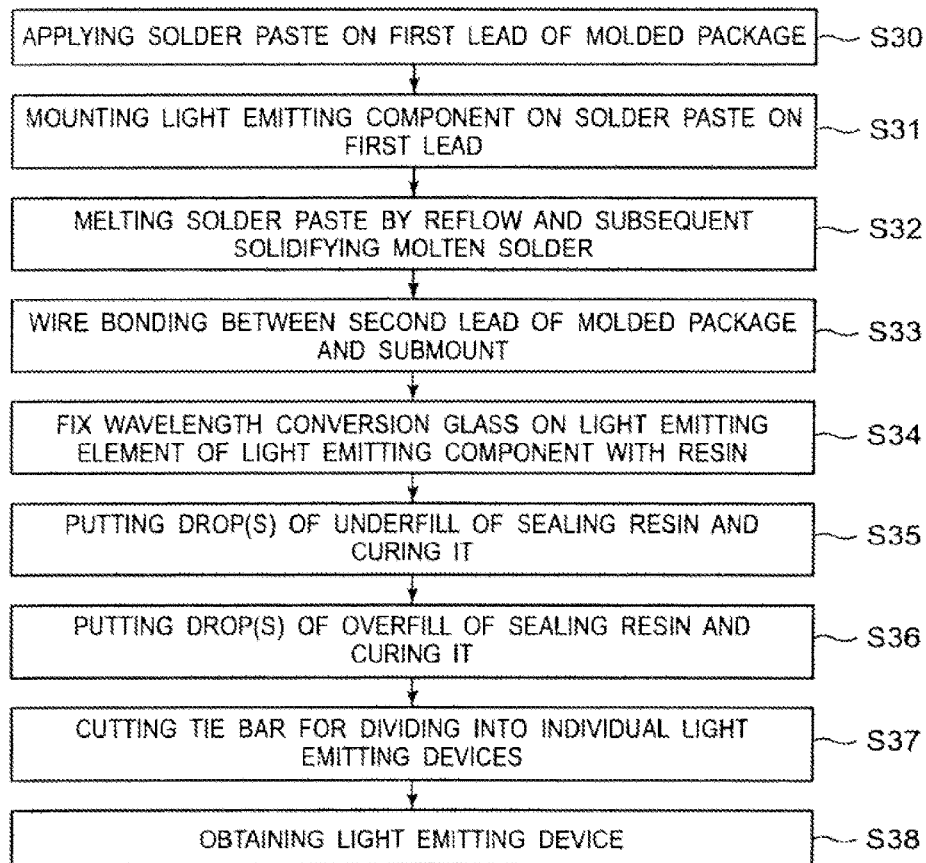 APPLYING SOLDER PASTE ON FIRST LEAD OF MOLDED PACKAGE S30
MOUNTING LIGHT EMITTING COMPONENT ON SOLDER PASTE ON
FIRST LEAD
S31
MELTING SOLDER PASTE BY REFLOW AND SUBSEQUENT
SOLIDIFYING MOLTEN SOLDER
S32
WIRE BONDING BETWEEN SECOND LEAD OF MOLDED PACKAGE
AND SUBMOUNT
S33
FIX WAVELENGTH CONVERSION GLASS ON LIGHT EMITTING
ELEMENT OF LIGHT EMITTING COMPONENT WITH RESIN
S34
PUTTING DROP(S) OF UNDERFILL OF SEALING RESIN AND
CURING IT
S35
PUTTING DROP(S) OF OVERFILL OF SEALING RESIN AND
CURING IT
S36
CUTTING TIE BAR FOR DIVIDING INTO INDIVIDUAL LIGHT
EMITTING DEVICES
S37
OBTAINING LIGHT EMITTING DEVICE S38